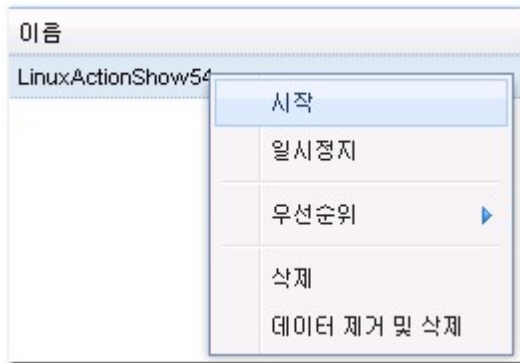 이름
LinuxActionShow54
시작
일시정지
우선순위
삭제
데이터 제거 및 삭제